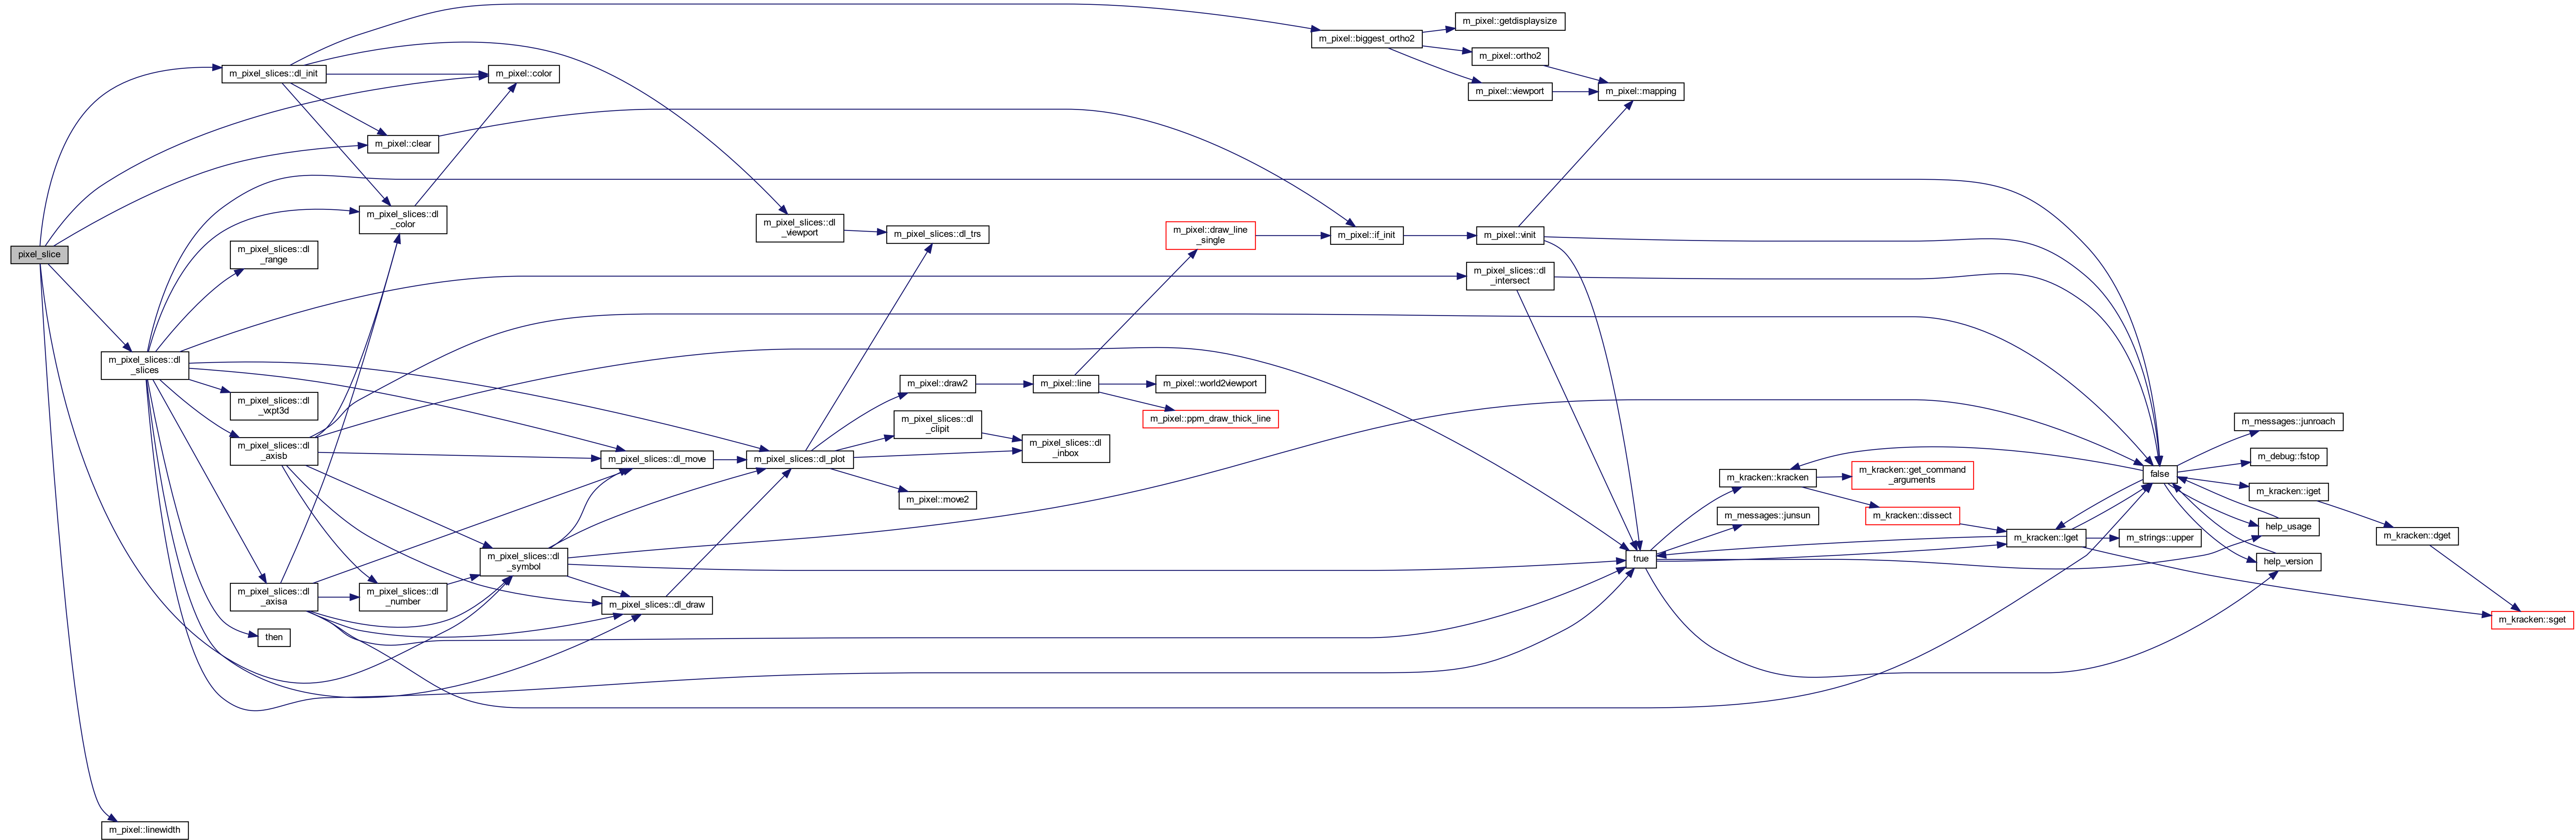 pixel_slice
m_pixel_slices::dl_init
m_pixel::color
m_pixel::clear
m_pixel_slices::dl
_color
m_pixel_slices::dl
_range
m_pixel_slices::dl
_slices
m_pixel_slices::dl
_vxpt3d
m_pixel_slices::dl
_axisb
m_pixel_slices::dl
_axisa
m_pixel_slices::dl
_number
then
m_pixel::linewidth
m_pixel_slices::dl
_symbol
m_pixel_slices::dl_move
m_pixel_slices::dl_draw
m_pixel_slices::dl
_viewport
m_pixel_slices::dl_trs
m_pixel_slices::dl_plot
m_pixel::draw2
m_pixel_slices::dl
_clipit
m_pixel::move2
m_pixel::line
m_pixel_slices::dl
_inbox
m_pixel::draw_line
_single
m_pixel::world2viewport
m_pixel::ppm_draw_thick_line
m_pixel::biggest_ortho2
m_pixel::getdisplaysize
m_pixel::ortho2
m_pixel::viewport
m_pixel::mapping
m_pixel::if_init
m_pixel::vinit
m_pixel_slices::dl
_intersect
true
m_kracken::kracken
m_messages::junsun
m_kracken::get_command
_arguments
m_kracken::dissect
m_kracken::lget
m_strings::upper
false
m_messages::junroach
m_debug::fstop
m_kracken::iget
help_usage
help_version
m_kracken::dget
m_kracken::sget